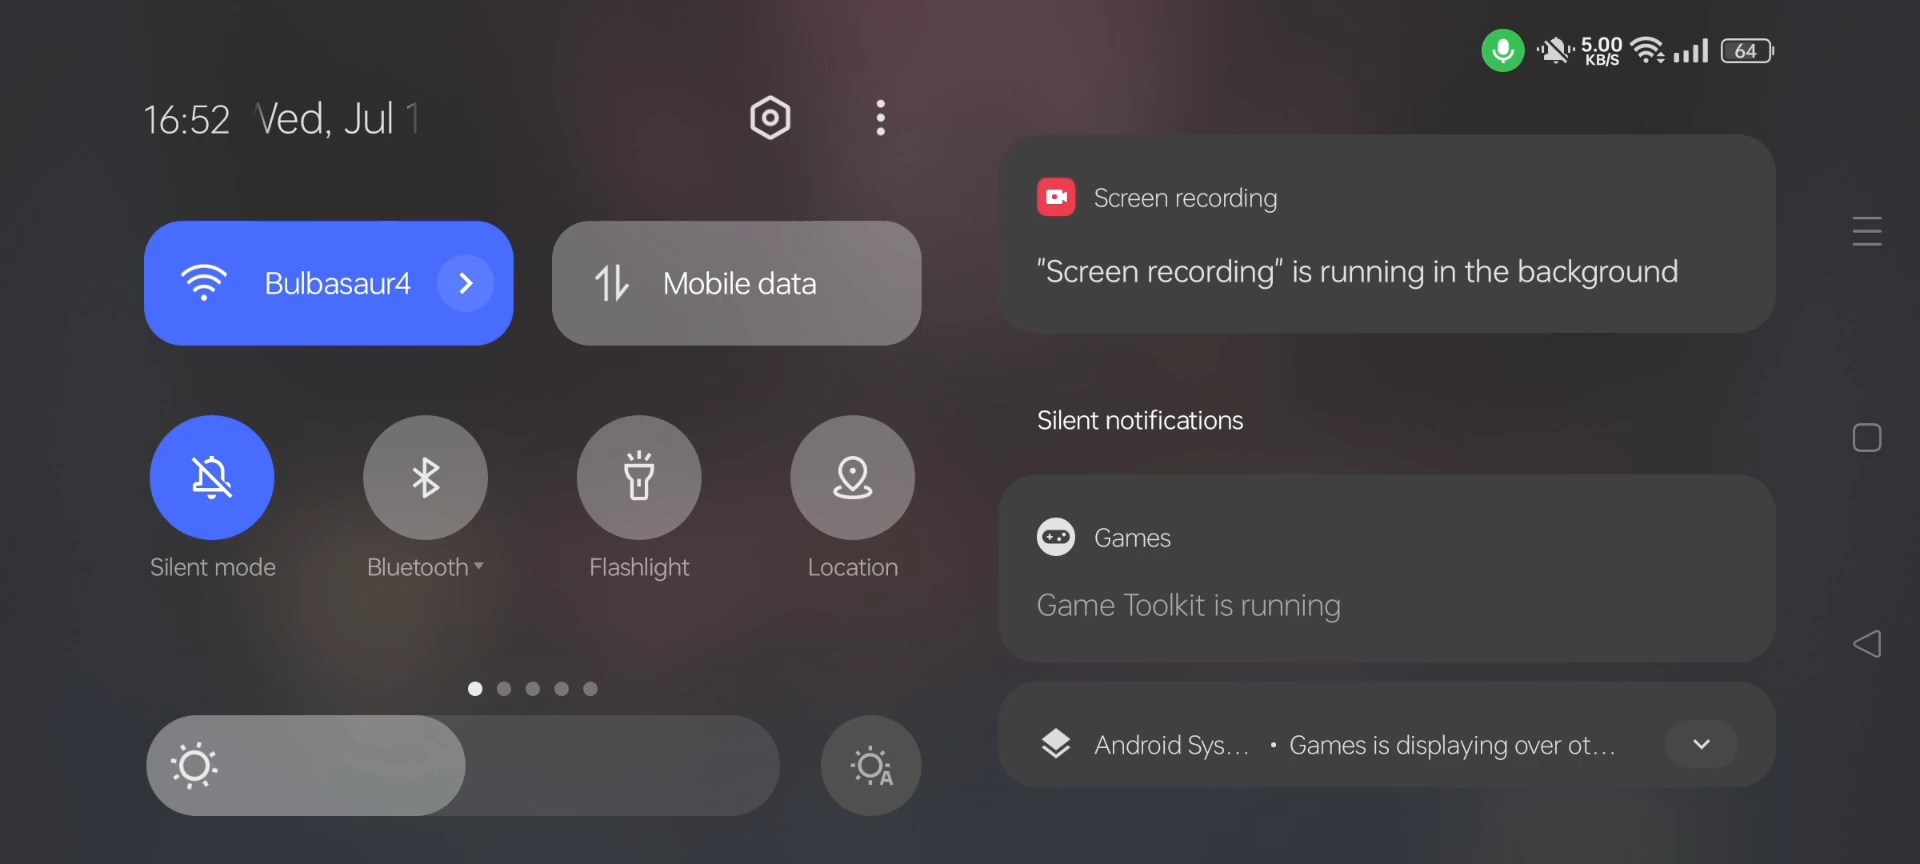 5.00
KB/S
64
16:52 Wed, Jul 1
Bulbasaur4
Mobile data
Silent mode
Bluetooth
Flashlight
Location
A
Screen recording
"Screen recording" is running in the background
Silent notifications
Games
Game Toolkit is running
Android Sys... • Games is displaying over ot...